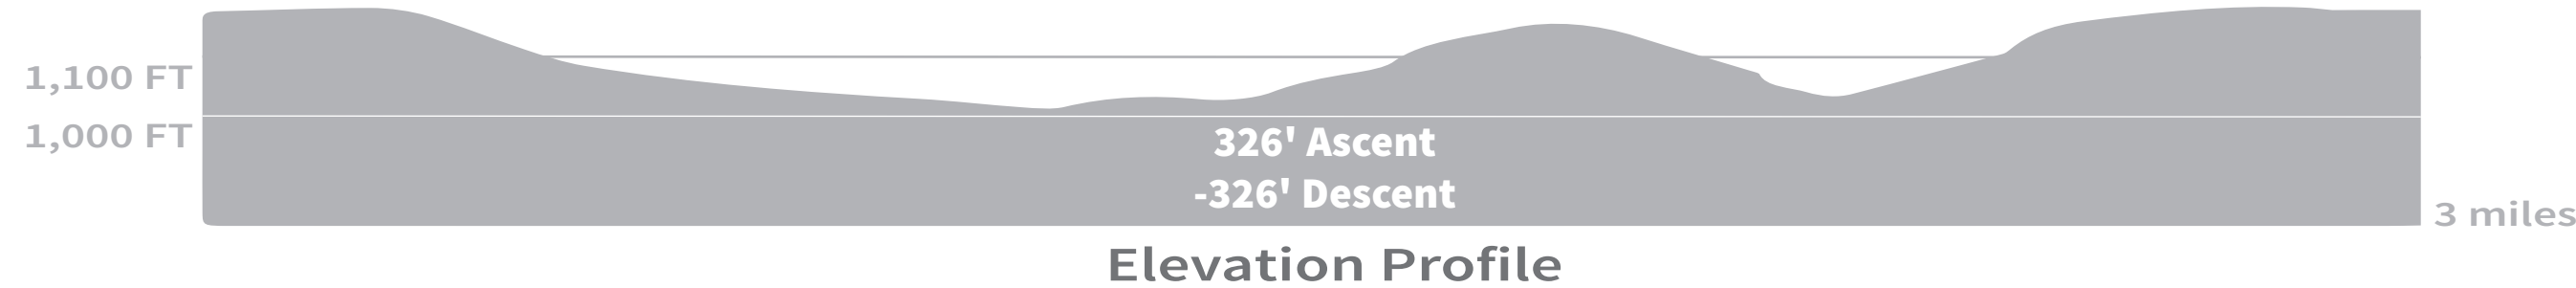 1,100 FT
1,000 FT
326' Ascent
-326' Descent
3 miles
Elevation Profile